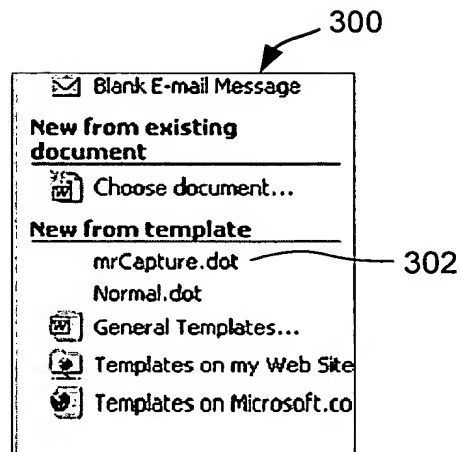 300
Blank E-mail Message
New from existing
document
Choose document...
New from template
mrCapture.dot
302
Normal.dot
General Templates...
Templates on my Web Site
Templates on Microsoft.co